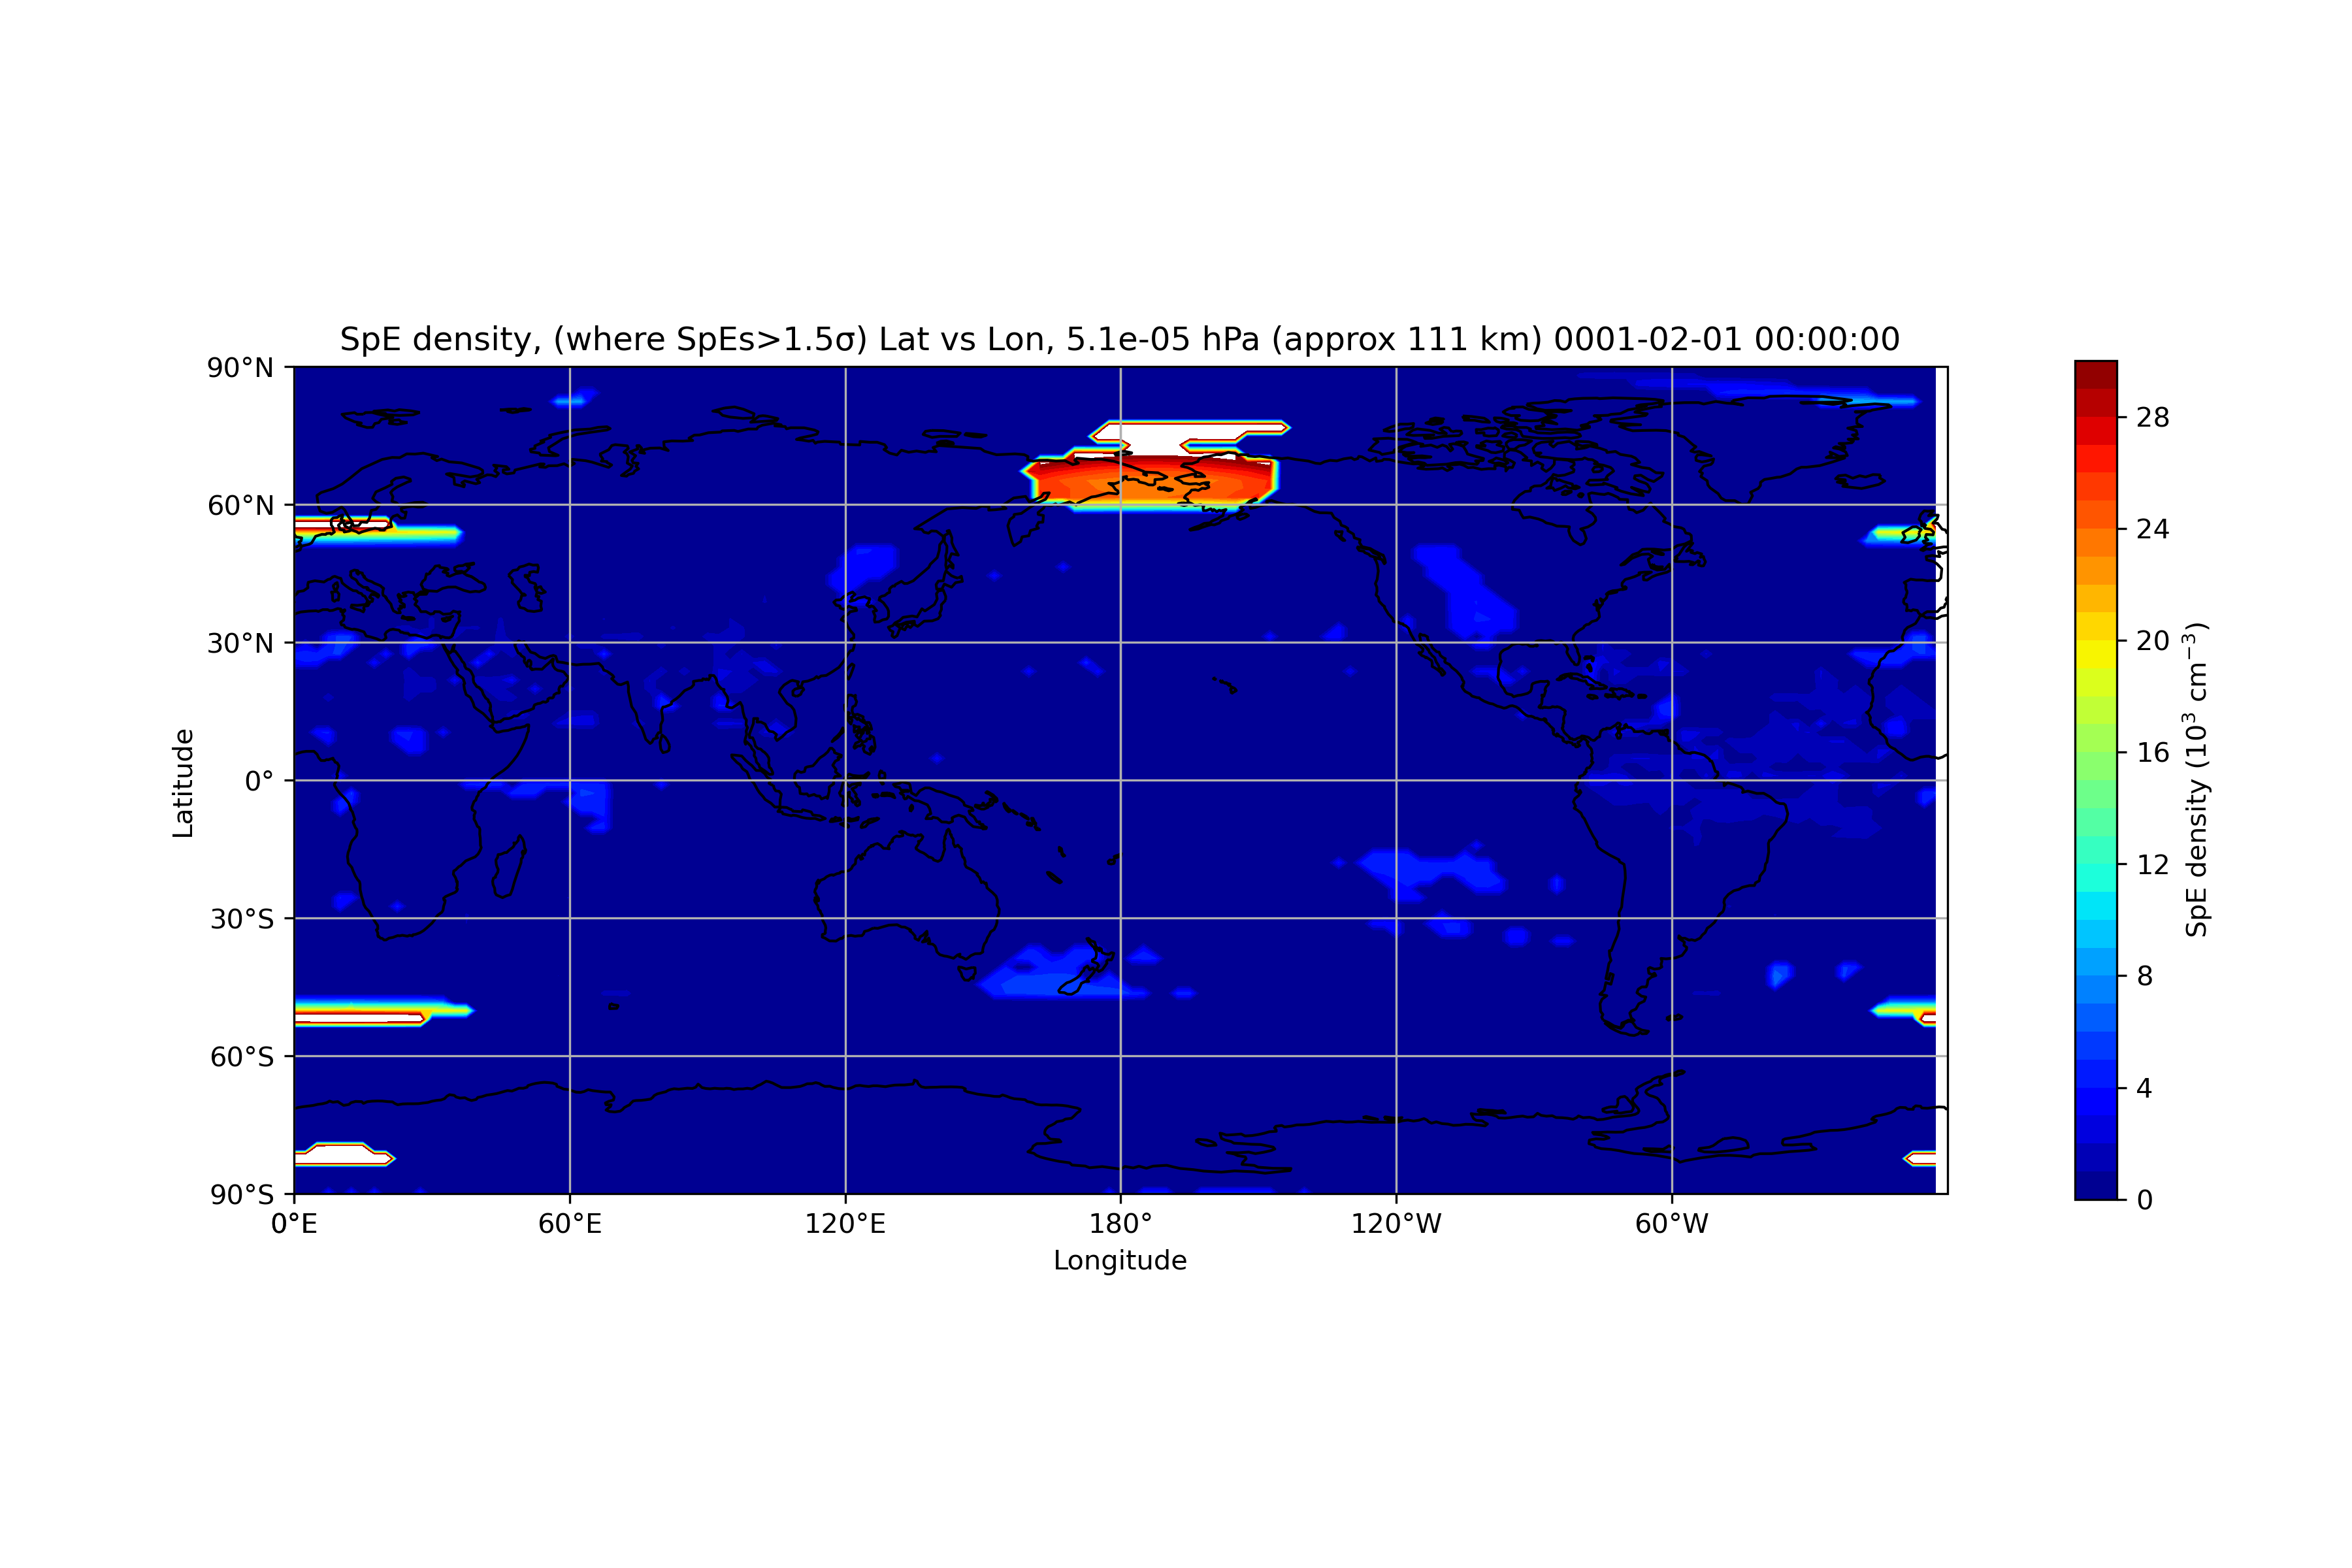 SpE density, (where SpEs>1.5σ) Lat vs Lon, 5.1e-05 hPa (approx 111 km) 0001-02-01 00:00:00
90°N
60°N
30°N
0°
30°S
60°S
90°S
Latitude
0°E
60°E
120°E
180°
120°W
60°W
Longitude
28
24
20
16
12
8
4
0
SpE density (10³ cm⁻³)